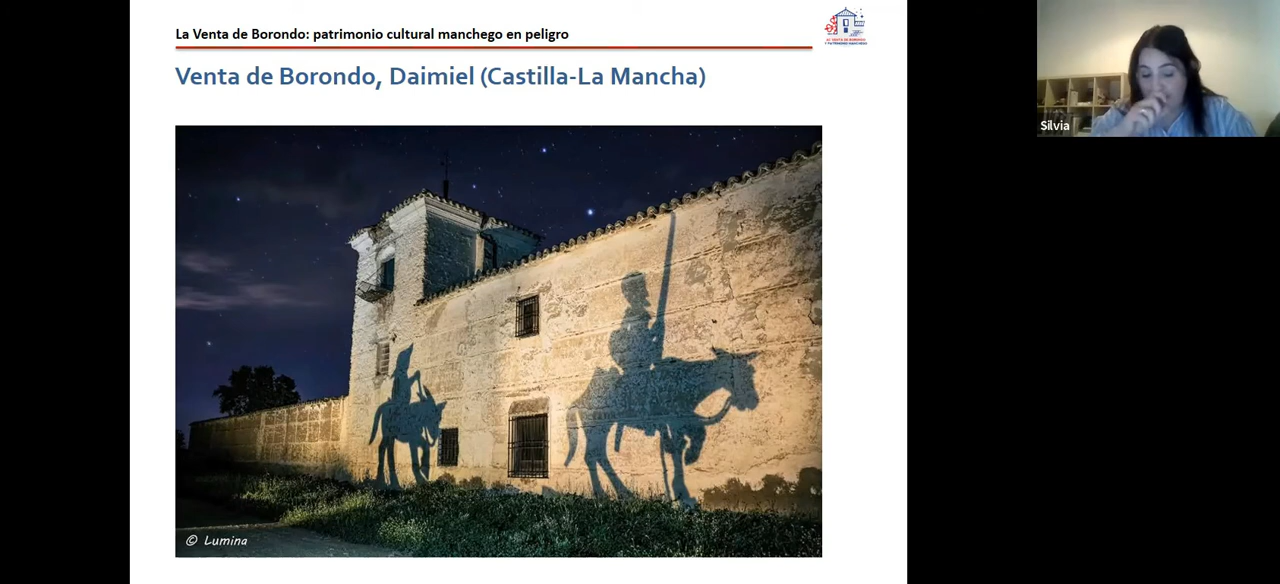 La Venta de Borondo: patrimonio cultural manchego en peligro
Venta de Borondo, Daimiel (Castilla-La Mancha)
Silvia
© Lumina